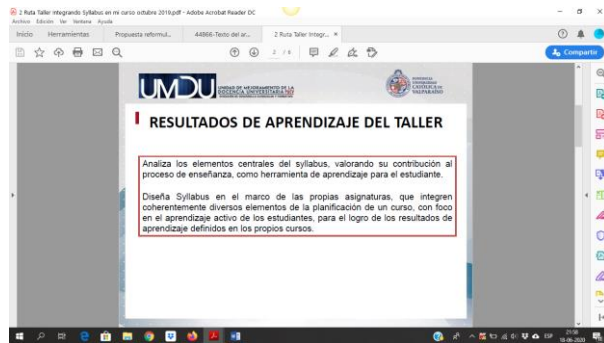 2 Ruta Taller integrando Syllabus en mi curso octubre 2019.pdf - Adobe Acrobat Reader DC
Archivo Edición Ver Ventana Ayuda
Inicio Herramientas Propuesta reformul... 44866-Texto del ar... 2 Ruta Taller Integr... ×
2 / 6 Compartir
UMDU UNIDAD DE MEJORAMIENTO DE LA
DOCENCIA UNIVERSITARIA
PONTIFICIA
UNIVERSIDAD
CATÓLICA DE
VALPARAÍSO
RESULTADOS DE APRENDIZAJE DEL TALLER
Analiza los elementos centrales del syllabus, valorando su contribución al
proceso de enseñanza, como herramienta de aprendizaje para el estudiante.
Diseña Syllabus en el marco de las propias asignaturas, que integren
coherentemente diversos elementos de la planificación de un curso, con foco
en el aprendizaje activo de los estudiantes, para el logro de los resultados de
aprendizaje definidos en los propios cursos.
ESP
21:58
18-06-2020